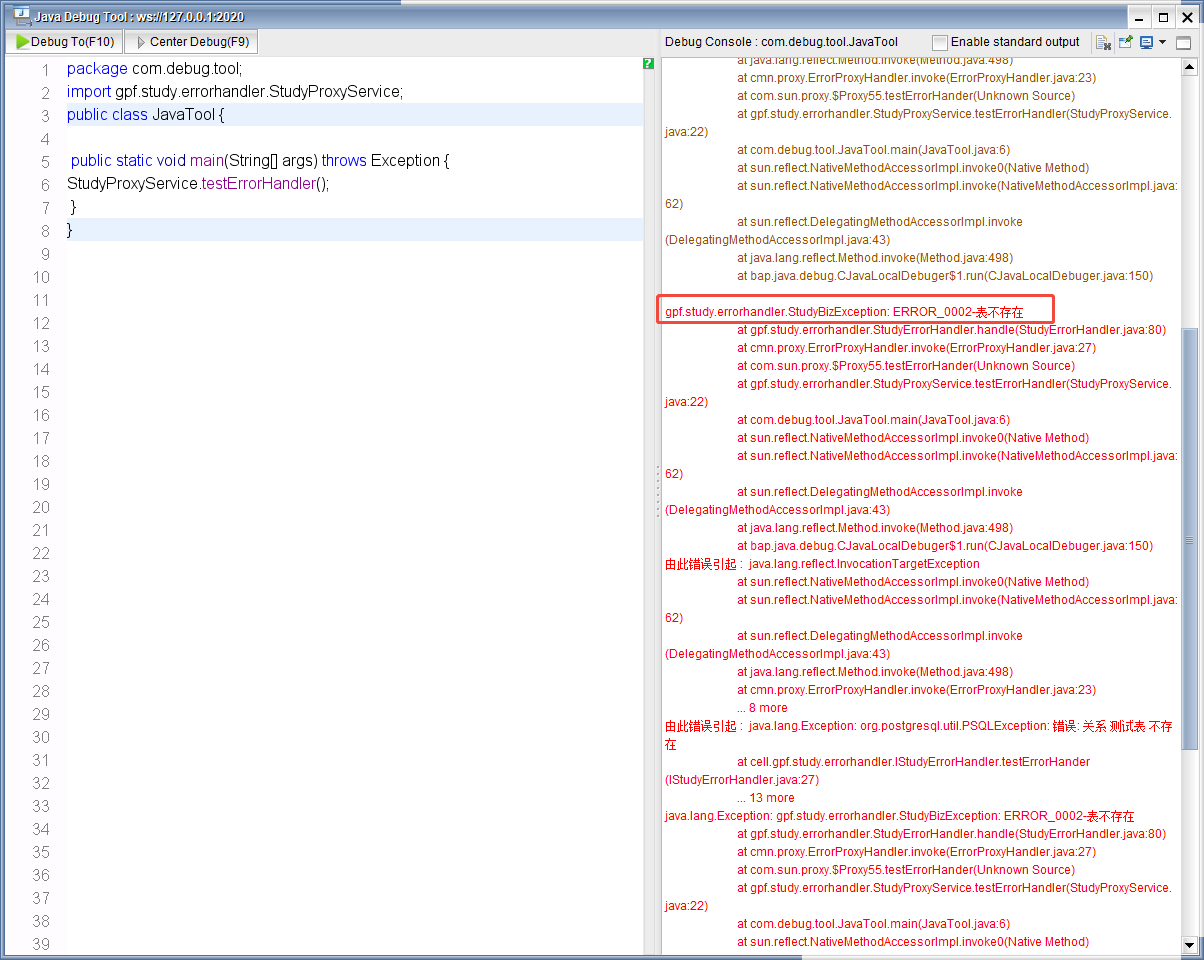 Java Debug Tool : ws://127.0.0.1:2020
Debug To(F10) Center Debug(F9)
1 package com.debug.tool;
2 import gpf.study.errorhandler.StudyProxyService;
3 public class JavaTool {
4
5 public static void main(String[] args) throws Exception {
6 StudyProxyService.testErrorHandler();
7 }
8 }
9
10
11
12
13
14
15
16
17
18
19
20
21
22
23
24
25
26
27
28
29
30
31
32
33
34
35
36
37
38
39
?
Debug Console : com.debug.tool.JavaTool Enable standard output
at java.lang.reflect.Method.invoke(Method.java:498)
at cmn.proxy.ErrorProxyHandler.invoke(ErrorProxyHandler.java:23)
at com.sun.proxy.$Proxy55.testErrorHander(Unknown Source)
at gpf.study.errorhandler.StudyProxyService.testErrorHandler(StudyProxyService.
java:22)
at com.debug.tool.JavaTool.main(JavaTool.java:6)
at sun.reflect.NativeMethodAccessorImpl.invoke0(Native Method)
at sun.reflect.NativeMethodAccessorImpl.invoke(NativeMethodAccessorImpl.java:
62)
at sun.reflect.DelegatingMethodAccessorImpl.invoke
(DelegatingMethodAccessorImpl.java:43)
at java.lang.reflect.Method.invoke(Method.java:498)
at bap.java.debug.CJavaLocalDebuger$1.run(CJavaLocalDebuger.java:150)
gpf.study.errorhandler.StudyBizException: ERROR_0002-表不存在
at gpf.study.errorhandler.StudyErrorHandler.handle(StudyErrorHandler.java:80)
at cmn.proxy.ErrorProxyHandler.invoke(ErrorProxyHandler.java:27)
at com.sun.proxy.$Proxy55.testErrorHander(Unknown Source)
at gpf.study.errorhandler.StudyProxyService.testErrorHandler(StudyProxyService.
java:22)
at com.debug.tool.JavaTool.main(JavaTool.java:6)
at sun.reflect.NativeMethodAccessorImpl.invoke0(Native Method)
at sun.reflect.NativeMethodAccessorImpl.invoke(NativeMethodAccessorImpl.java:
62)
at sun.reflect.DelegatingMethodAccessorImpl.invoke
(DelegatingMethodAccessorImpl.java:43)
at java.lang.reflect.Method.invoke(Method.java:498)
at bap.java.debug.CJavaLocalDebuger$1.run(CJavaLocalDebuger.java:150)
由此错误引起： java.lang.reflect.InvocationTargetException
at sun.reflect.NativeMethodAccessorImpl.invoke0(Native Method)
at sun.reflect.NativeMethodAccessorImpl.invoke(NativeMethodAccessorImpl.java:
62)
at sun.reflect.DelegatingMethodAccessorImpl.invoke
(DelegatingMethodAccessorImpl.java:43)
at java.lang.reflect.Method.invoke(Method.java:498)
at cmn.proxy.ErrorProxyHandler.invoke(ErrorProxyHandler.java:23)
... 8 more
由此错误引起： java.lang.Exception: org.postgresql.util.PSQLException: 错误: 关系 测试表 不存
在
at cell.gpf.study.errorhandler.IStudyErrorHandler.testErrorHander
(IStudyErrorHandler.java:27)
... 13 more
java.lang.Exception: gpf.study.errorhandler.StudyBizException: ERROR_0002-表不存在
at gpf.study.errorhandler.StudyErrorHandler.handle(StudyErrorHandler.java:80)
at cmn.proxy.ErrorProxyHandler.invoke(ErrorProxyHandler.java:27)
at com.sun.proxy.$Proxy55.testErrorHander(Unknown Source)
at gpf.study.errorhandler.StudyProxyService.testErrorHandler(StudyProxyService.
java:22)
at com.debug.tool.JavaTool.main(JavaTool.java:6)
at sun.reflect.NativeMethodAccessorImpl.invoke0(Native Method)